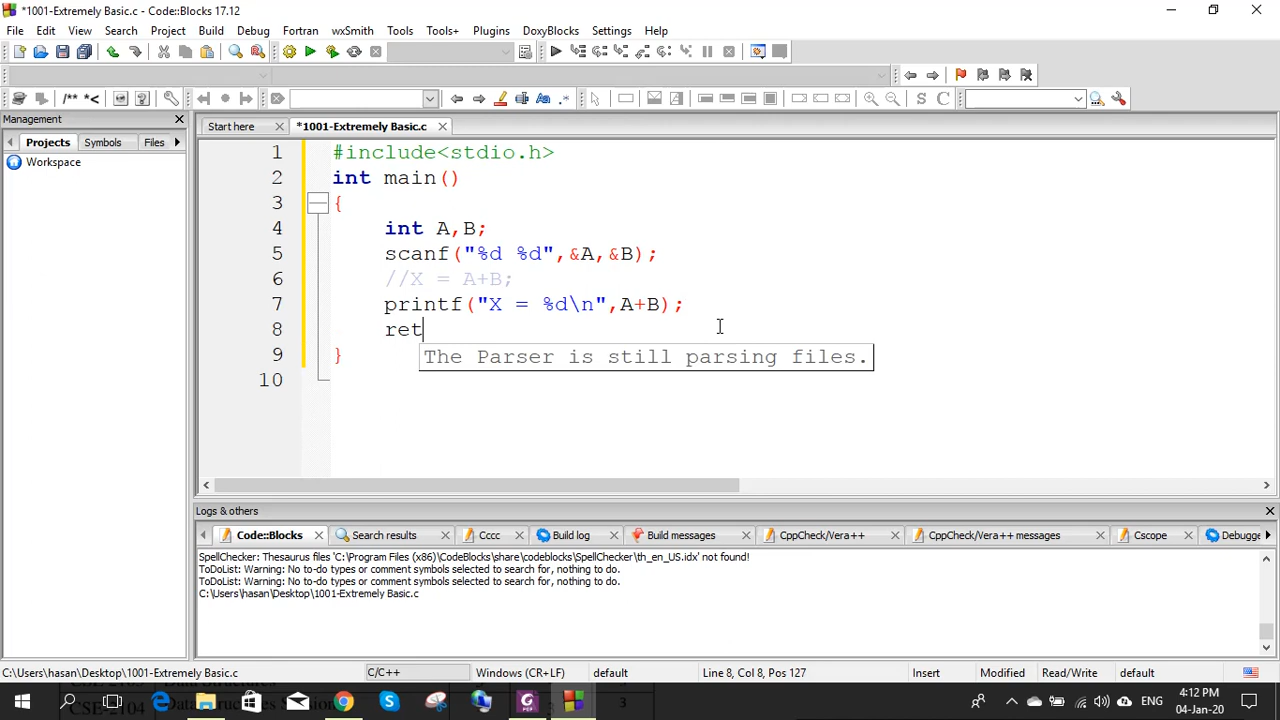 *1001-Extremely Basic.c - Code::Blocks 17.12
File Edit View Search Project Build Debug Fortran wxSmith Tools Tools+ Plugins DoxyBlocks Settings Help
/** *<
S C
Management
Projects Symbols Files
Workspace
Start here *1001-Extremely Basic.c
1 #include<stdio.h>
2 int main()
3 {
4 int A,B;
5 scanf("%d %d",&A,&B);
6 //X = A+B;
7 printf("X = %d\n",A+B);
8 ret
9 }
The Parser is still parsing files.
10
Logs & others
Code::Blocks Search results Cccc Build log Build messages CppCheck/Vera++ CppCheck/Vera++ messages Cscope Debugge
SpellChecker: Thesaurus files 'C:\Program Files (x86)\CodeBlocks\share\codeblocks\SpellChecker\th_en_US.idx' not found!
ToDoList: Warning: No to-do types or comment symbols selected to search for, nothing to do.
ToDoList: Warning: No to-do types or comment symbols selected to search for, nothing to do.
C:\Users\hasan\Desktop\1001-Extremely Basic.c
C:\Users\hasan\Desktop\1001-Extremely Basic.c C/C++ Windows (CR+LF) default Line 8, Col 8, Pos 127 Insert Modified Read/Write default
ENG 4:12 PM
04-Jan-20
CSE-2104 Data Structures Sessional 3